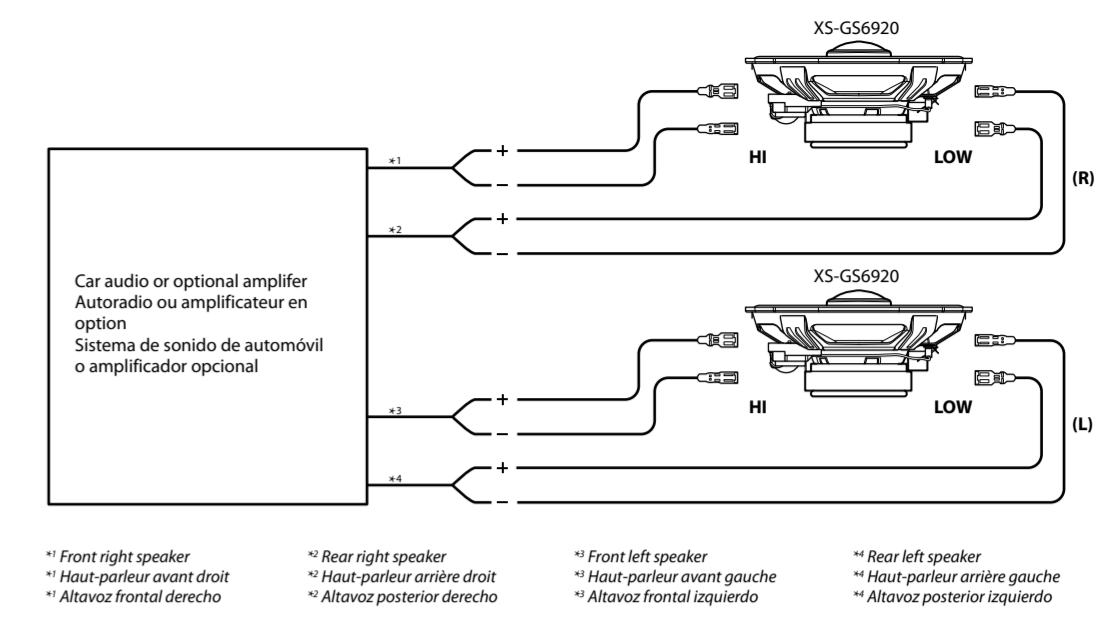 XS-GS6920
HI
LOW
(R)
*1
+
−
*2
+
−
Car audio or optional amplifer
Autoradio ou amplificateur en
option
Sistema de sonido de automóvil
o amplificador opcional
XS-GS6920
HI
LOW
(L)
*3
+
−
*4
+
−
*1 Front right speaker
*1 Haut-parleur avant droit
*1 Altavoz frontal derecho
*2 Rear right speaker
*2 Haut-parleur arrière droit
*2 Altavoz posterior derecho
*3 Front left speaker
*3 Haut-parleur avant gauche
*3 Altavoz frontal izquierdo
*4 Rear left speaker
*4 Haut-parleur arrière gauche
*4 Altavoz posterior izquierdo